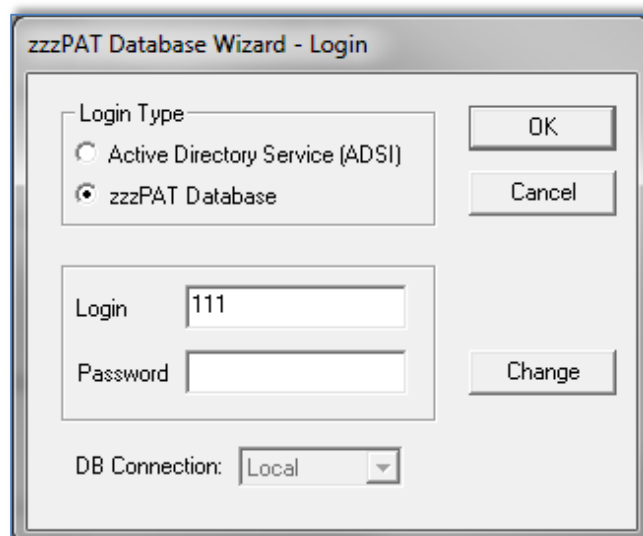 zzzPAT Database Wizard - Login
Login Type
Active Directory Service (ADSI)
zzzPAT Database
OK
Cancel
Login 111
Password
Change
DB Connection: Local